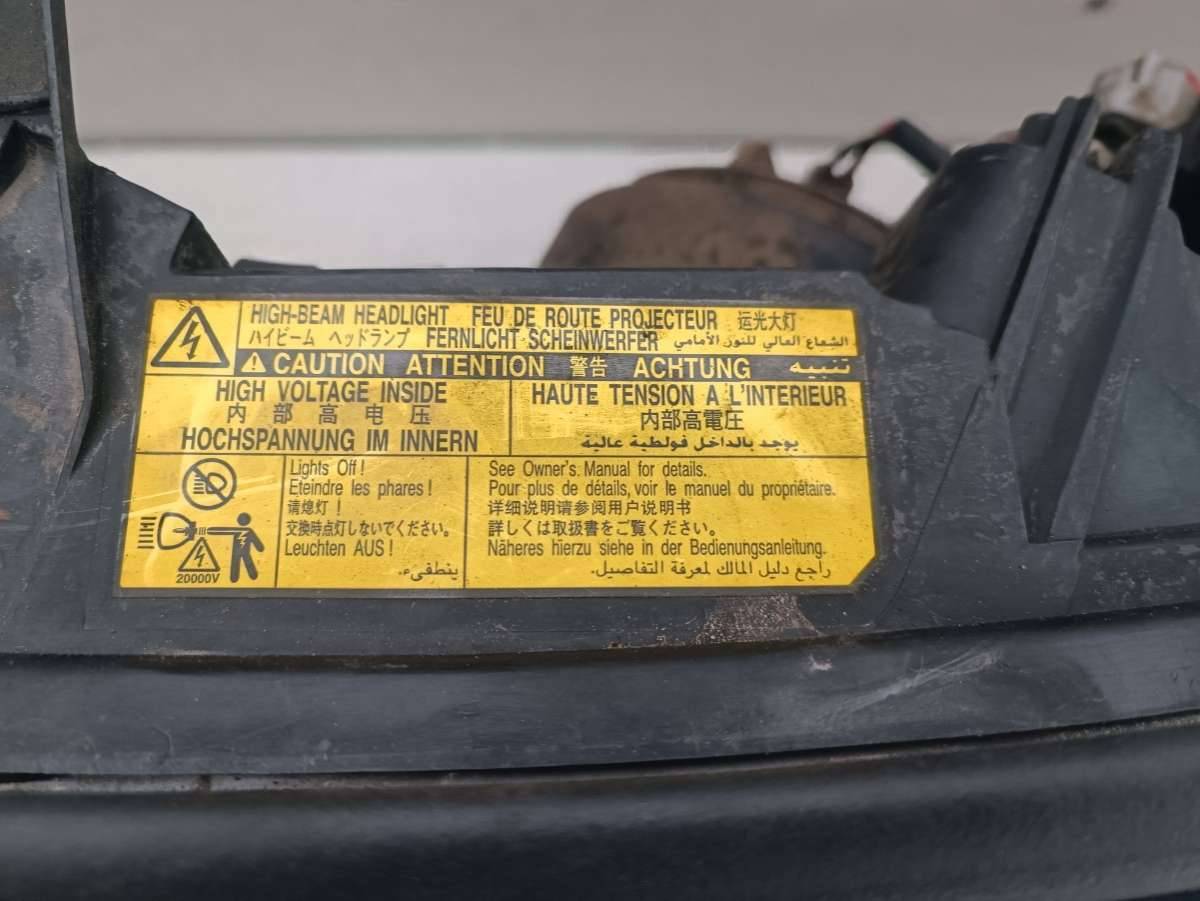 HIGH-BEAM HEADLIGHT FEU DE ROUTE PROJECTEUR 运光大灯
ハイビーム ヘッドランプ FERNLICHT SCHEINWERFER الشعاع العالي للنور الأمامي
CAUTION ATTENTION 警告 ACHTUNG تنبيه
HIGH VOLTAGE INSIDE
内部高电压
HOCHSPANNUNG IM INNERN
HAUTE TENSION A L'INTERIEUR
内部高電圧
يوجد بالداخل فولطية عالية
20000V
Lights Off!
Eteindre les phares!
请熄灯!
交換時点灯しないでください。
Leuchten AUS!
ينطفىء.
See Owner's Manual for details.
Pour plus de détails, voir le manuel du propriétaire.
详细说明请参阅用户说明书
詳しくは取扱書をご覧ください。
Näheres hierzu siehe in der Bedienungsanleitung.
راجع دليل المالك لمعرفة التفاصيل.